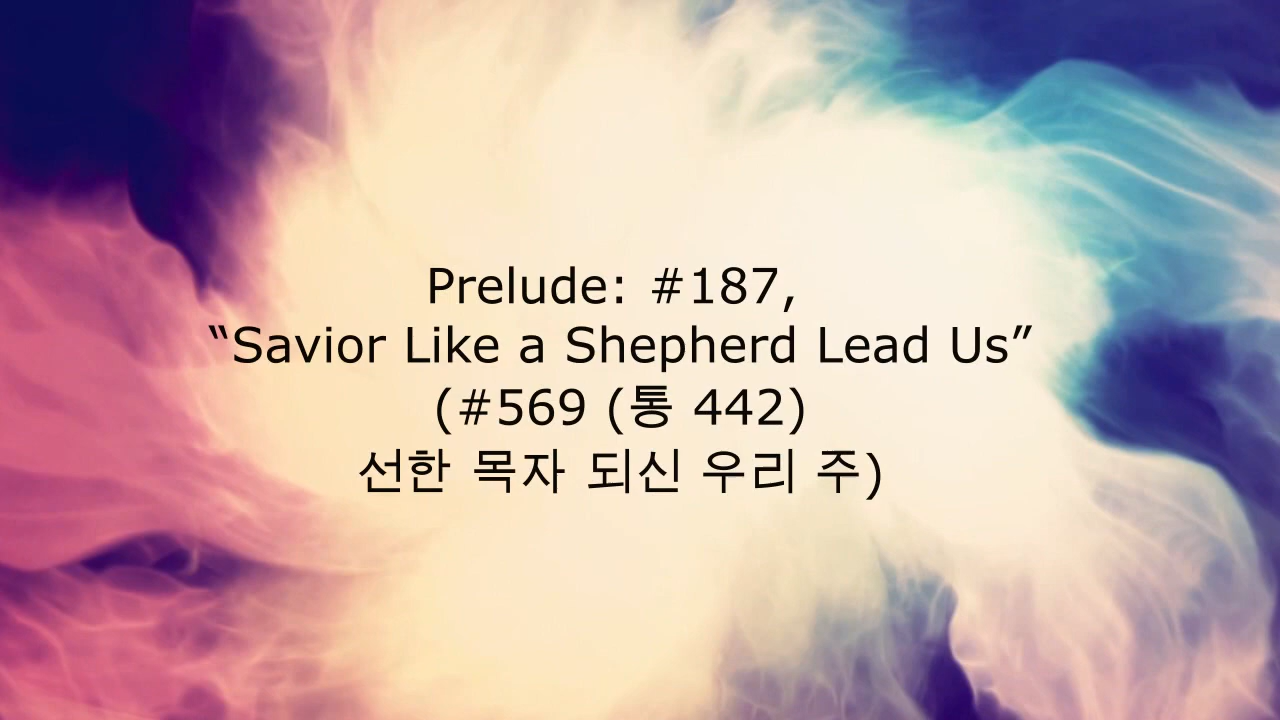 Prelude: #187,
“Savior Like a Shepherd Lead Us”
(#569 (통 442)
선한 목자 되신 우리 주)